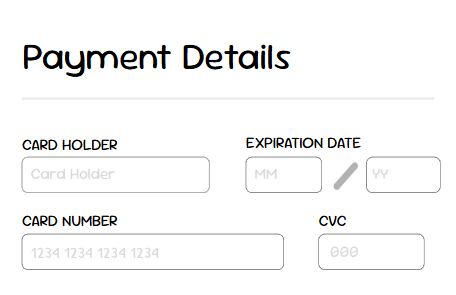 Payment Details
CARD HOLDER
EXPIRATION DATE
Card Holder
MM / YY
CARD NUMBER
CVC
1234 1234 1234 1234
000